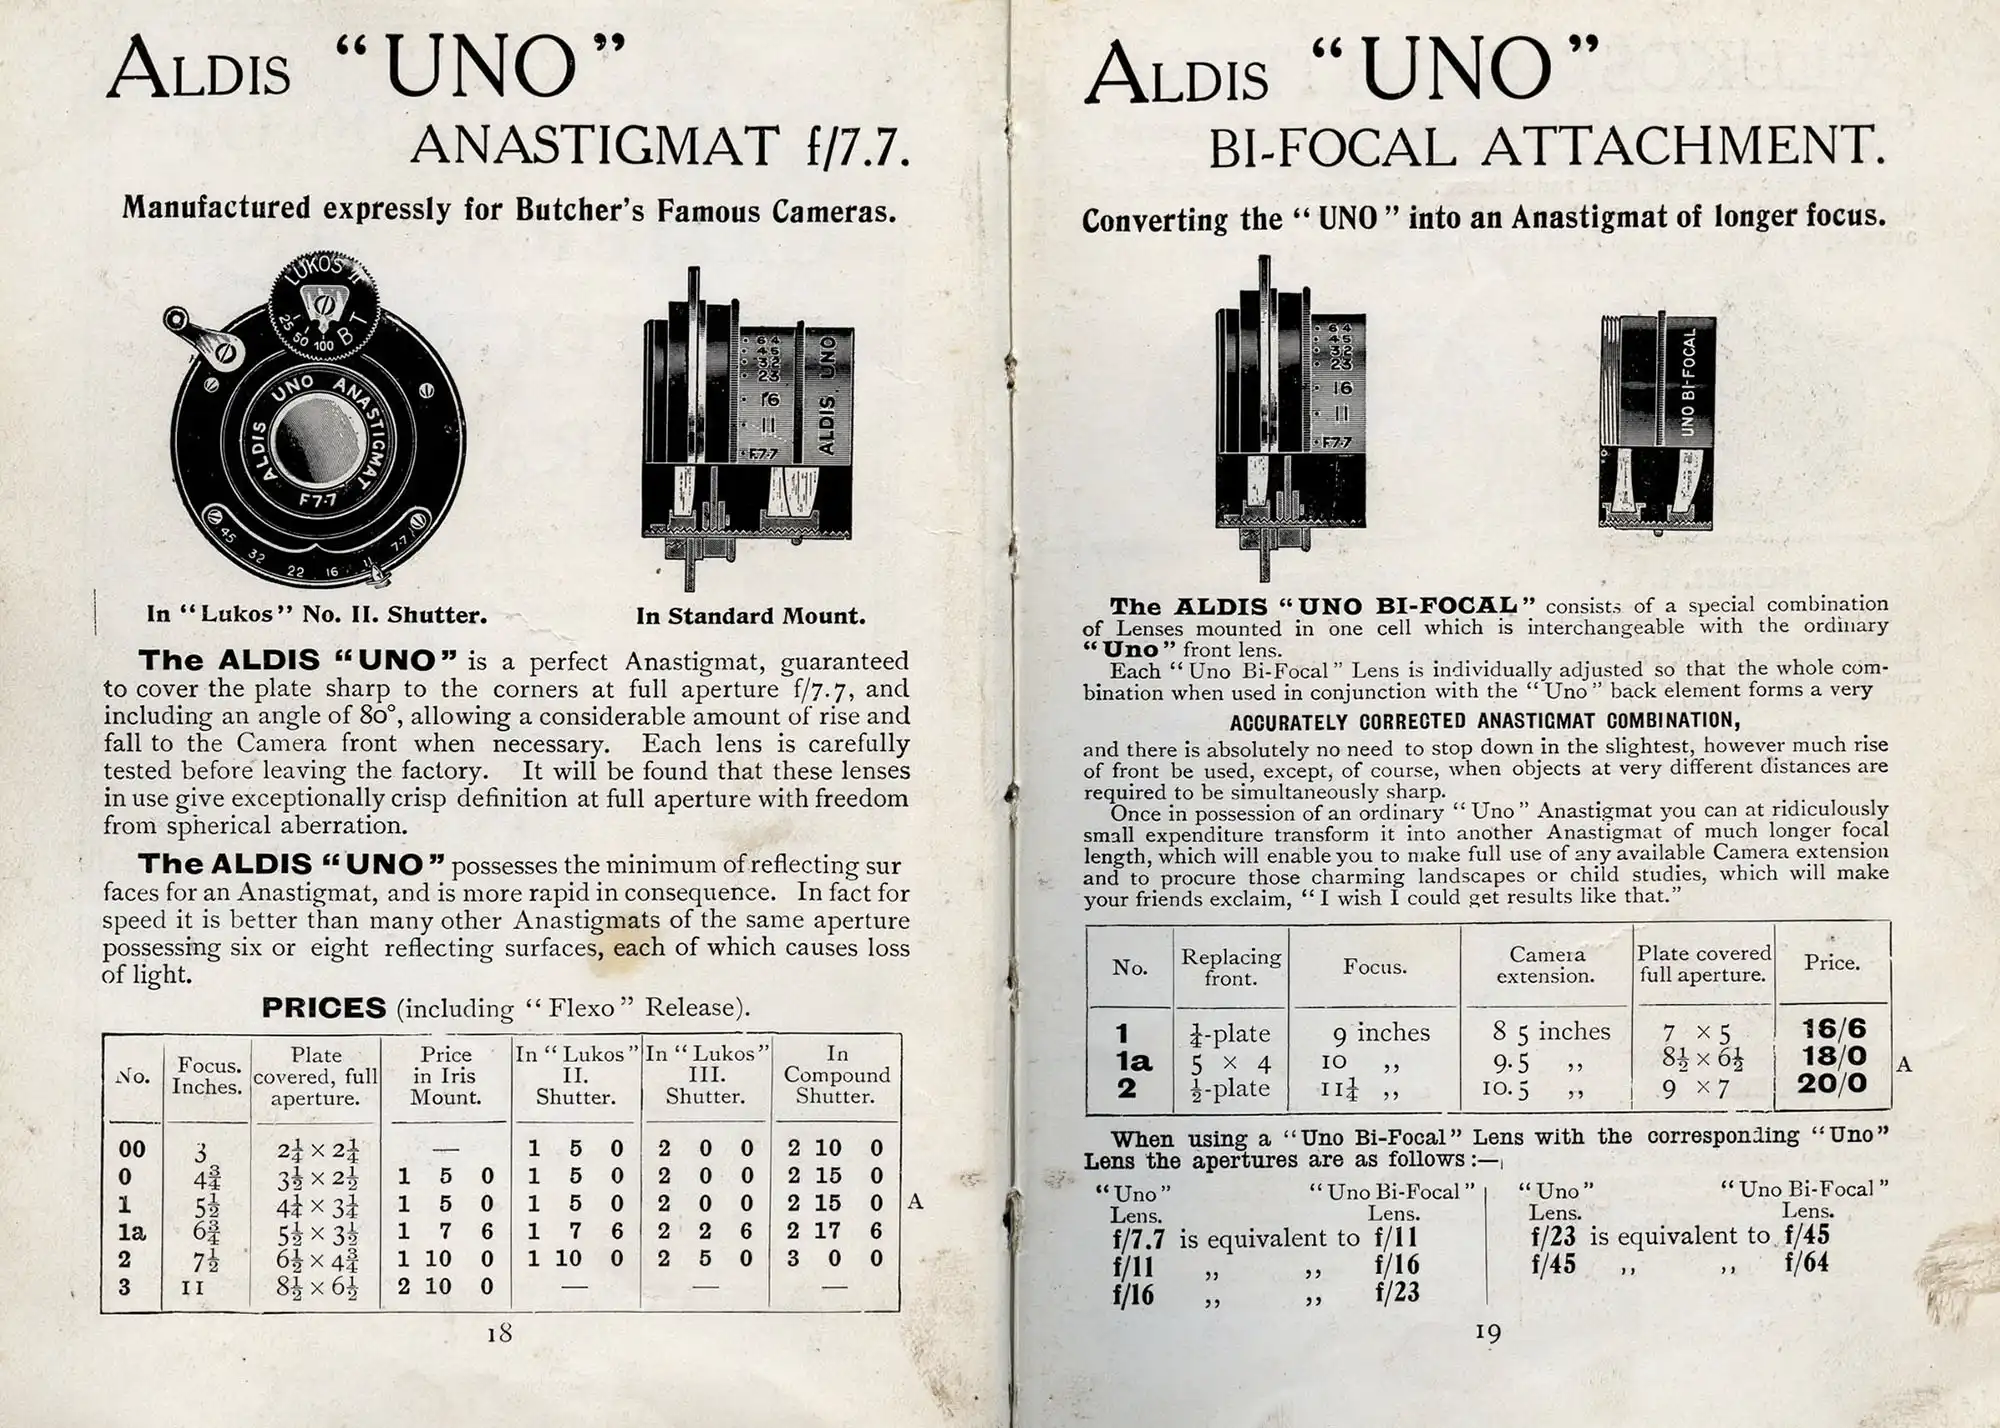 ALDIS “UNO”
ANASTIGMAT f/7.7.
Manufactured expressly for Butcher's Famous Cameras.
LUKOS II
25 50 100 B T
ALDIS UNO ANASTIGMAT
F7·7
45 32 22 16 11 7·7
64
45
32
23
16
11
F.7·7
ALDIS. UNO
In “Lukos” No. II. Shutter.
In Standard Mount.
The ALDIS “UNO” is a perfect Anastigmat, guaranteed
to cover the plate sharp to the corners at full aperture f/7.7, and
including an angle of 80°, allowing a considerable amount of rise and
fall to the Camera front when necessary. Each lens is carefully
tested before leaving the factory. It will be found that these lenses
in use give exceptionally crisp definition at full aperture with freedom
from spherical aberration.
The ALDIS “UNO” possesses the minimum of reflecting sur
faces for an Anastigmat, and is more rapid in consequence. In fact for
speed it is better than many other Anastigmats of the same aperture
possessing six or eight reflecting surfaces, each of which causes loss
of light.
PRICES (including “Flexo” Release).
No. Focus. Inches. Plate covered, full aperture. Price in Iris Mount. In “Lukos” II. Shutter. In “Lukos” III. Shutter. In Compound Shutter.
00 3 2¼ × 2¼ — 1 5 0 2 0 0 2 10 0
0 4¾ 3½ × 2½ 1 5 0 1 5 0 2 0 0 2 15 0
1 5½ 4¼ × 3¼ 1 5 0 1 5 0 2 0 0 2 15 0 A
1a 6¾ 5½ × 3½ 1 7 6 1 7 6 2 2 6 2 17 6
2 7½ 6½ × 4¾ 1 10 0 1 10 0 2 5 0 3 0 0
3 11 8½ × 6½ 2 10 0 — — —
18
ALDIS “UNO”
BI-FOCAL ATTACHMENT.
Converting the “UNO” into an Anastigmat of longer focus.
64
45
32
23
16
11
F7·7
UNO BI-FOCAL
The ALDIS “UNO BI-FOCAL” consists of a special combination
of Lenses mounted in one cell which is interchangeable with the ordinary
“Uno” front lens.
Each “Uno Bi-Focal” Lens is individually adjusted so that the whole com-
bination when used in conjunction with the “Uno” back element forms a very
ACCURATELY CORRECTED ANASTIGMAT COMBINATION,
and there is absolutely no need to stop down in the slightest, however much rise
of front be used, except, of course, when objects at very different distances are
required to be simultaneously sharp.
Once in possession of an ordinary “Uno” Anastigmat you can at ridiculously
small expenditure transform it into another Anastigmat of much longer focal
length, which will enable you to make full use of any available Camera extension
and to procure those charming landscapes or child studies, which will make
your friends exclaim, “I wish I could get results like that.”
No. Replacing front. Focus. Camera extension. Plate covered full aperture. Price.
1 ¼-plate 9 inches 8 5 inches 7 × 5 16/6
1a 5 × 4 10 ,, 9.5 ,, 8½ × 6½ 18/0 A
2 ½-plate 11¼ ,, 10.5 ,, 9 × 7 20/0
When using a “Uno Bi-Focal” Lens with the corresponding “Uno”
Lens the apertures are as follows:—
“Uno” Lens. “Uno Bi-Focal” Lens. “Uno” Lens. “Uno Bi-Focal” Lens.
f/7.7 is equivalent to f/11 f/23 is equivalent to f/45
f/11 ,, ,, f/16 f/45 ,, ,, f/64
f/16 ,, ,, f/23
19